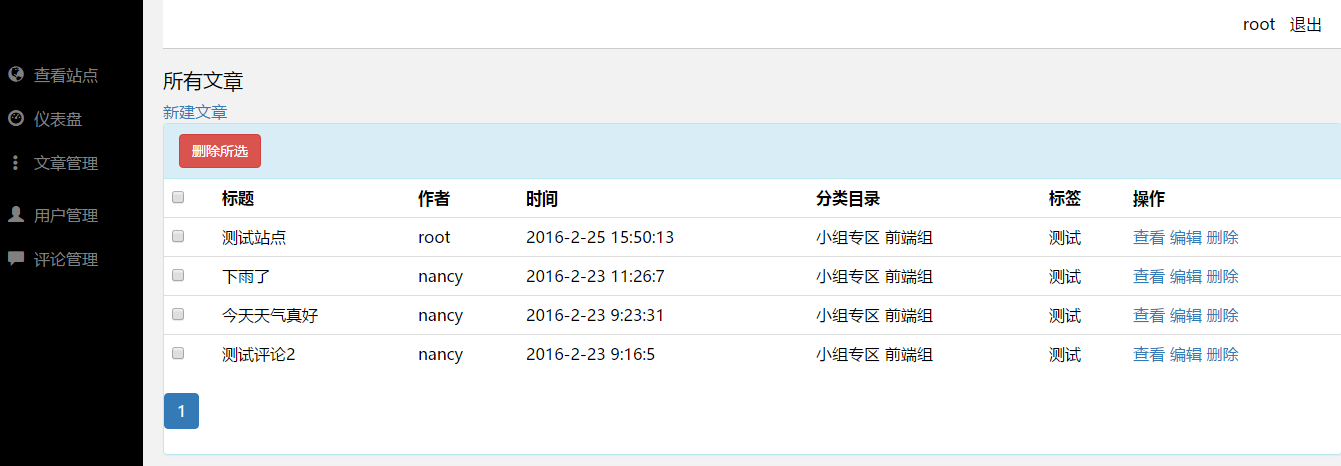 root 退出
查看站点
仪表盘
文章管理
用户管理
评论管理
所有文章
新建文章
删除所选
标题 作者 时间 分类目录 标签 操作
测试站点 root 2016-2-25 15:50:13 小组专区 前端组 测试 查看 编辑 删除
下雨了 nancy 2016-2-23 11:26:7 小组专区 前端组 测试 查看 编辑 删除
今天天气真好 nancy 2016-2-23 9:23:31 小组专区 前端组 测试 查看 编辑 删除
测试评论2 nancy 2016-2-23 9:16:5 小组专区 前端组 测试 查看 编辑 删除
1